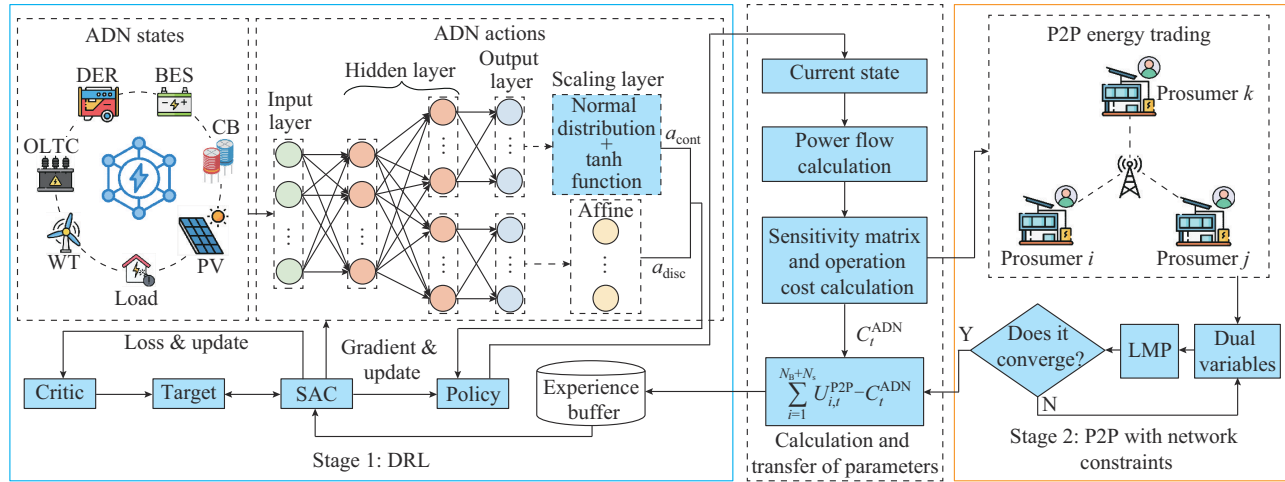 ADN states
DER
BES
OLTC
CB
WT
PV
Load
ADN actions
Input
layer
Hidden layer
Output
layer
Scaling layer
Normal
distribution
+
tanh
function
a_cont
Affine
a_disc
Loss & update
Gradient &
update
Critic
Target
SAC
Policy
Experience
buffer
Stage 1: DRL
Current state
Power flow
calculation
Sensitivity matrix
and operation
cost calculation
C_t^ADN
∑_{i=1}^{N_B+N_s} U_{i,t}^{P2P}−C_t^{ADN}
Calculation and
transfer of parameters
P2P energy trading
Prosumer k
Prosumer i
Prosumer j
Y
Does it
converge?
N
LMP
Dual
variables
Stage 2: P2P with network
constraints